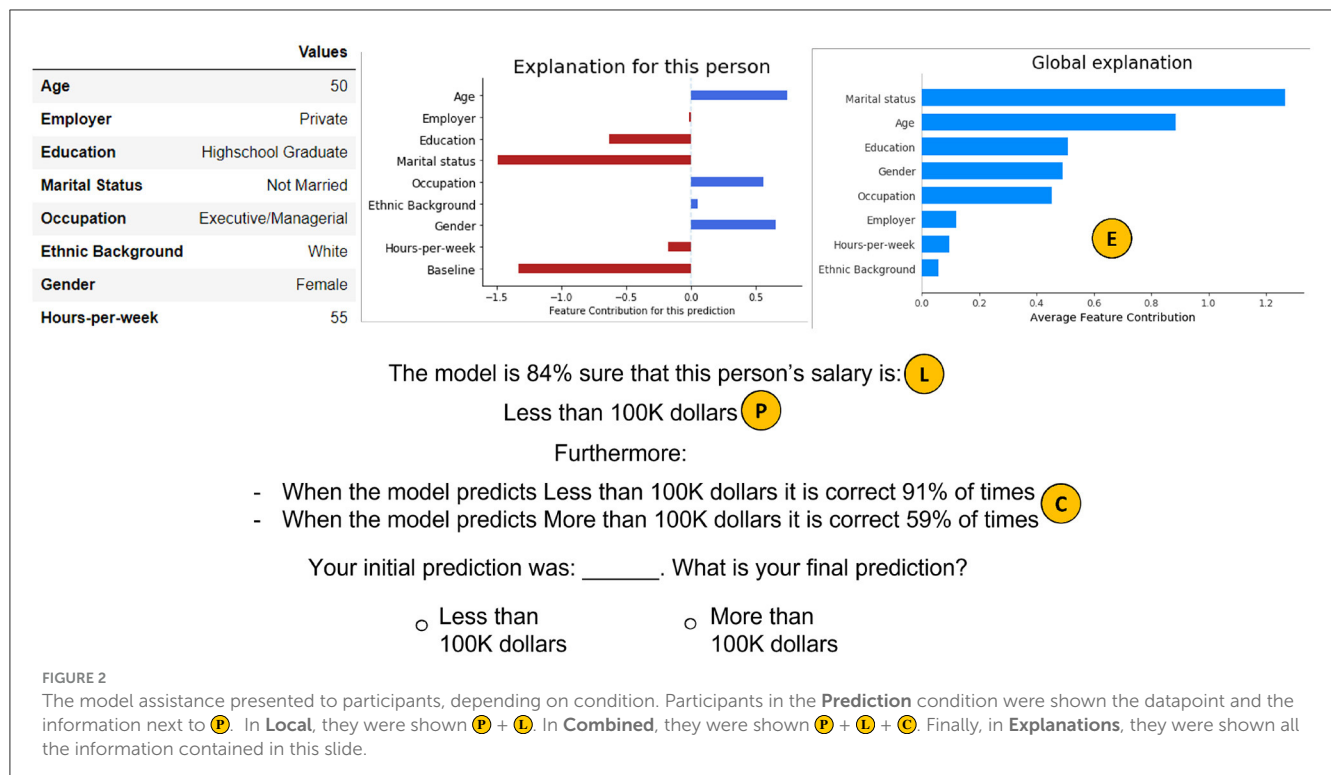 Values
Age 50
Employer Private
Education Highschool Graduate
Marital Status Not Married
Occupation Executive/Managerial
Ethnic Background White
Gender Female
Hours-per-week 55
Explanation for this person
Age
Employer
Education
Marital status
Occupation
Ethnic Background
Gender
Hours-per-week
Baseline
−1.5 −1.0 −0.5 0.0 0.5
Feature Contribution for this prediction
Global explanation
Marital status
Age
Education
Gender
Occupation
Employer
Hours-per-week
Ethnic Background
E
0.0 0.2 0.4 0.6 0.8 1.0 1.2
Average Feature Contribution
The model is 84% sure that this person's salary is: L
Less than 100K dollars P
Furthermore:
- When the model predicts Less than 100K dollars it is correct 91% of times
- When the model predicts More than 100K dollars it is correct 59% of times
C
Your initial prediction was: ______. What is your final prediction?
Less than
100K dollars
More than
100K dollars
FIGURE 2
The model assistance presented to participants, depending on condition. Participants in the Prediction condition were shown the datapoint and the
information next to P. In Local, they were shown P + L. In Combined, they were shown P + L + C. Finally, in Explanations, they were shown all
the information contained in this slide.